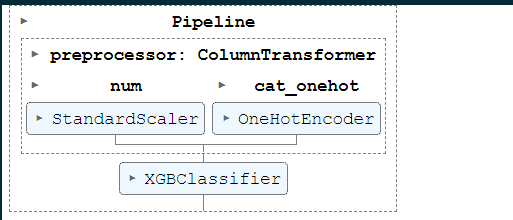 Pipeline
preprocessor: ColumnTransformer
num cat_onehot
StandardScaler OneHotEncoder
XGBClassifier